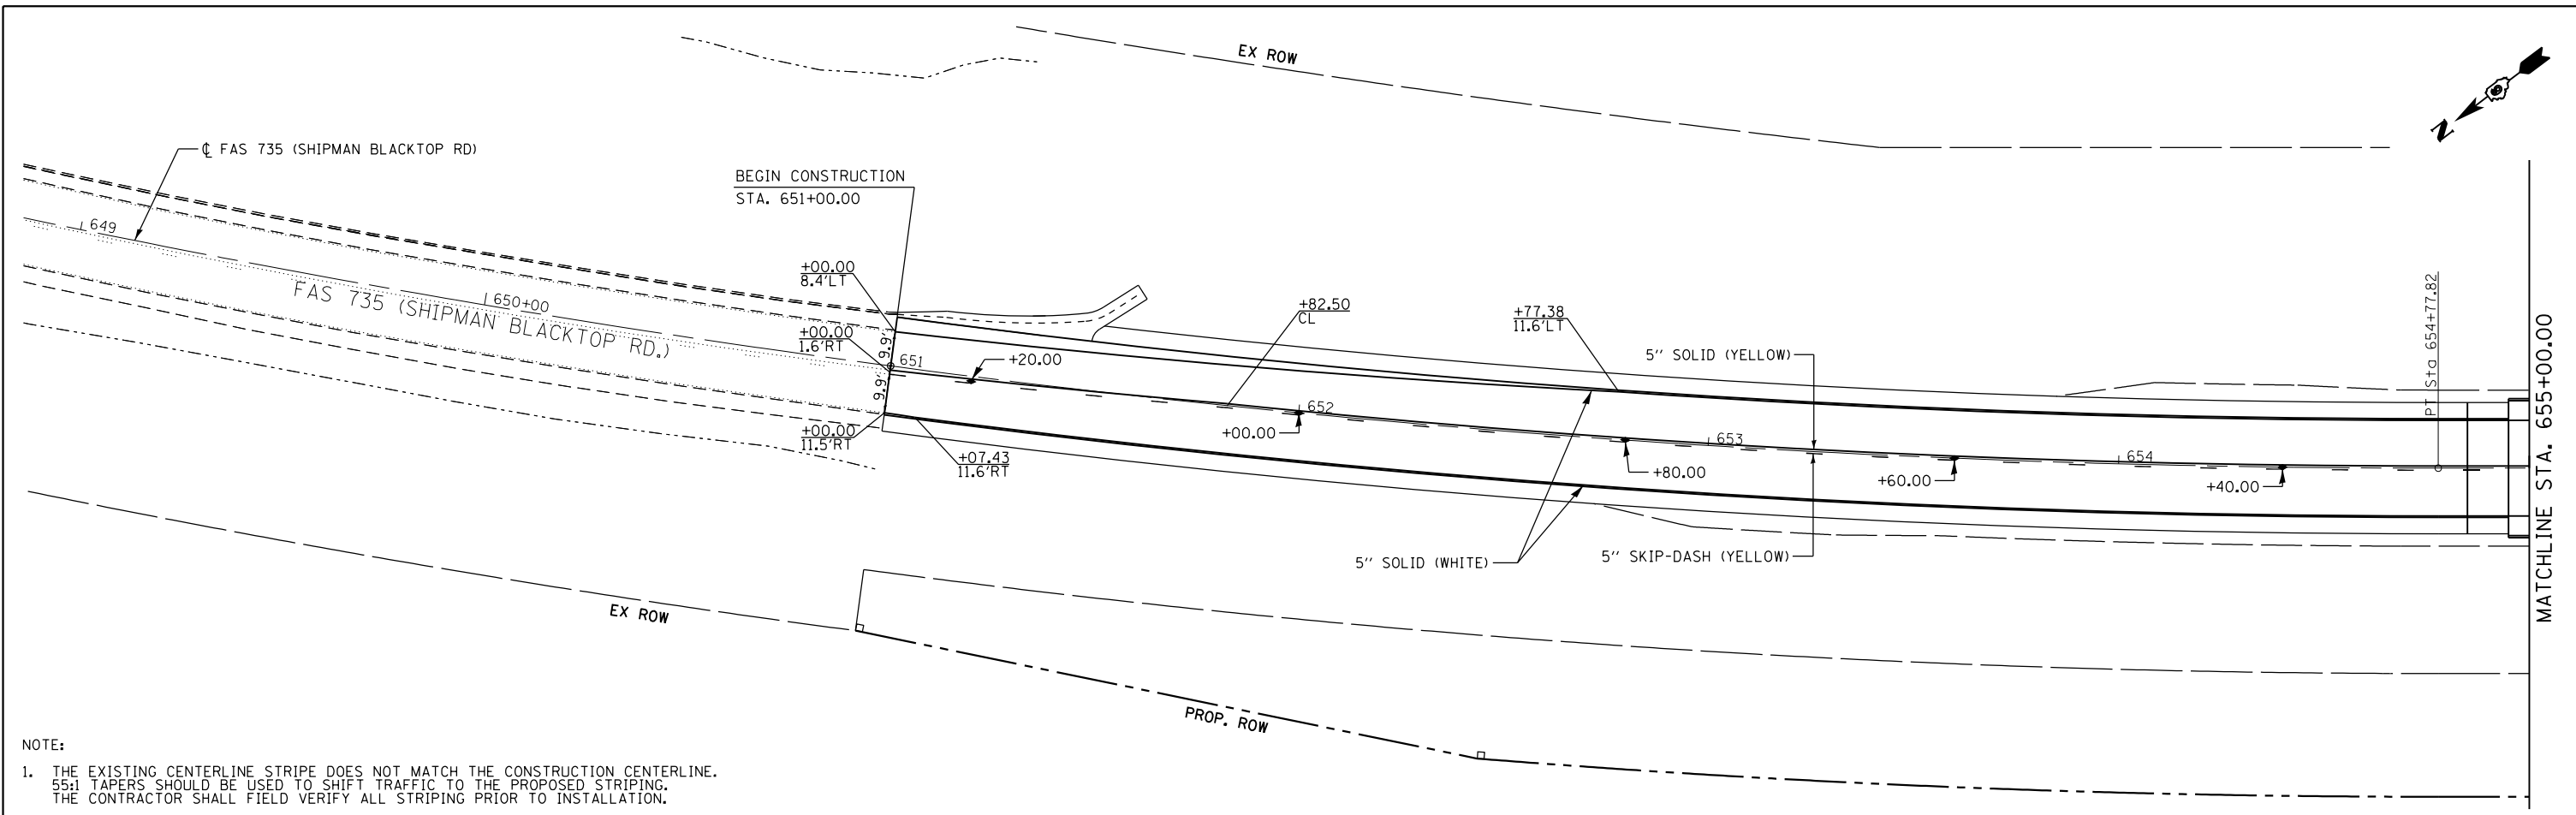 EX ROW
N
℄ FAS 735 (SHIPMAN BLACKTOP RD)
BEGIN CONSTRUCTION
STA. 651+00.00
649
650+00
FAS 735 (SHIPMAN BLACKTOP RD.)
+00.00
8.4'LT
+00.00
1.6'RT
9.9'
9.9'
651
+20.00
+00.00
11.5'RT
+07.43
11.6'RT
+82.50
CL
652
+00.00
+77.38
11.6'LT
5'' SOLID (YELLOW)
653
+80.00
654
+60.00
+40.00
PT Sta 654+77.82
MATCHLINE STA. 655+00.00
5'' SOLID (WHITE)
5'' SKIP-DASH (YELLOW)
EX ROW
PROP. ROW
NOTE:
1. THE EXISTING CENTERLINE STRIPE DOES NOT MATCH THE CONSTRUCTION CENTERLINE.
55:1 TAPERS SHOULD BE USED TO SHIFT TRAFFIC TO THE PROPOSED STRIPING.
THE CONTRACTOR SHALL FIELD VERIFY ALL STRIPING PRIOR TO INSTALLATION.